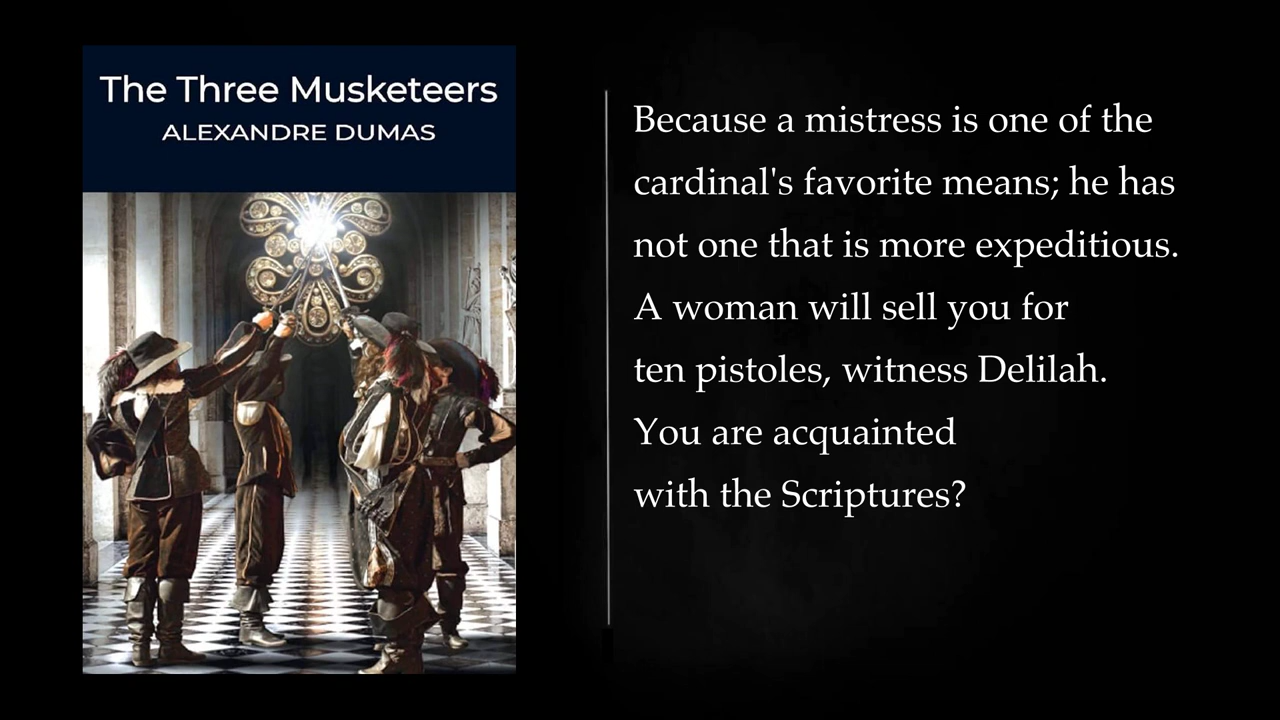 The Three Musketeers
ALEXANDRE DUMAS
Because a mistress is one of the
cardinal's favorite means; he has
not one that is more expeditious.
A woman will sell you for
ten pistoles, witness Delilah.
You are acquainted
with the Scriptures?